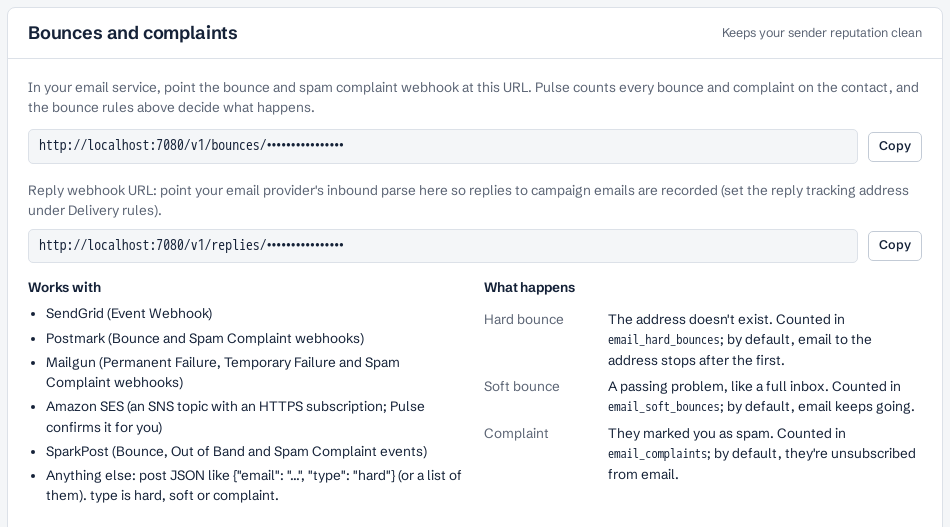 Bounces and complaints
Keeps your sender reputation clean
In your email service, point the bounce and spam complaint webhook at this URL. Pulse counts every bounce and complaint on the contact, and
the bounce rules above decide what happens.
http://localhost:7080/v1/bounces/•••••••••••••••
Copy
Reply webhook URL: point your email provider's inbound parse here so replies to campaign emails are recorded (set the reply tracking address
under Delivery rules).
http://localhost:7080/v1/replies/•••••••••••••••
Copy
Works with
• SendGrid (Event Webhook)
• Postmark (Bounce and Spam Complaint webhooks)
• Mailgun (Permanent Failure, Temporary Failure and Spam
Complaint webhooks)
• Amazon SES (an SNS topic with an HTTPS subscription; Pulse
confirms it for you)
• SparkPost (Bounce, Out of Band and Spam Complaint events)
• Anything else: post JSON like {"email": "…", "type": "hard"} (or a list of
them). type is hard, soft or complaint.
What happens
Hard bounce
The address doesn't exist. Counted in
email_hard_bounces; by default, email to the
address stops after the first.
Soft bounce
A passing problem, like a full inbox. Counted in
email_soft_bounces; by default, email keeps going.
Complaint
They marked you as spam. Counted in
email_complaints; by default, they're unsubscribed
from email.